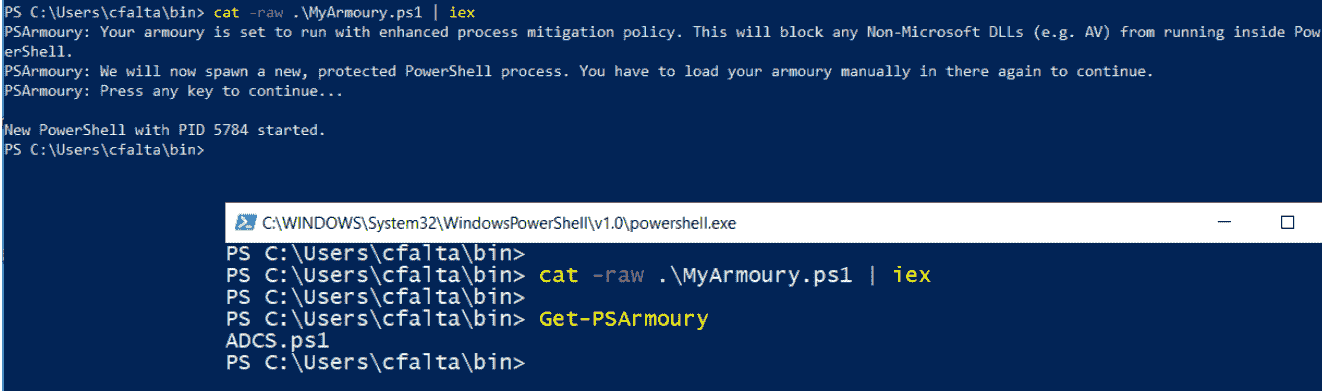 PS C:\Users\cfalta\bin> cat -raw .\MyArmoury.ps1 | iex
PSArmoury: Your armoury is set to run with enhanced process mitigation policy. This will block any Non-Microsoft DLLs (e.g. AV) from running inside Pow
erShell.
PSArmoury: We will now spawn a new, protected PowerShell process. You have to load your armoury manually in there again to continue.
PSArmoury: Press any key to continue...
New PowerShell with PID 5784 started.
PS C:\Users\cfalta\bin>
C:\WINDOWS\System32\WindowsPowerShell\v1.0\powershell.exe
PS C:\Users\cfalta\bin>
PS C:\Users\cfalta\bin> cat -raw .\MyArmoury.ps1 | iex
PS C:\Users\cfalta\bin>
PS C:\Users\cfalta\bin> Get-PSArmoury
ADCS.ps1
PS C:\Users\cfalta\bin>